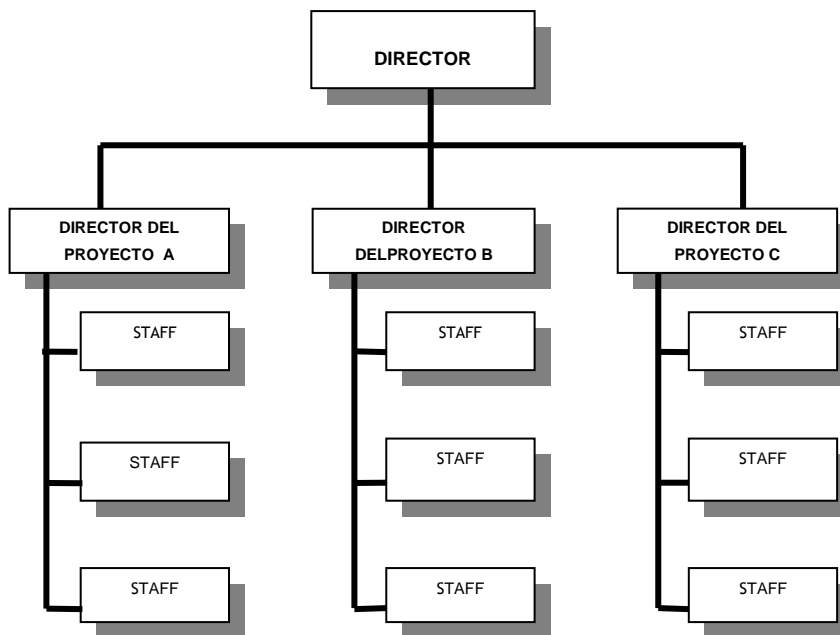 DIRECTOR
DIRECTOR DEL
PROYECTO A
DIRECTOR
DELPROYECTO B
DIRECTOR DEL
PROYECTO C
STAFF
STAFF
STAFF
STAFF
STAFF
STAFF
STAFF
STAFF
STAFF